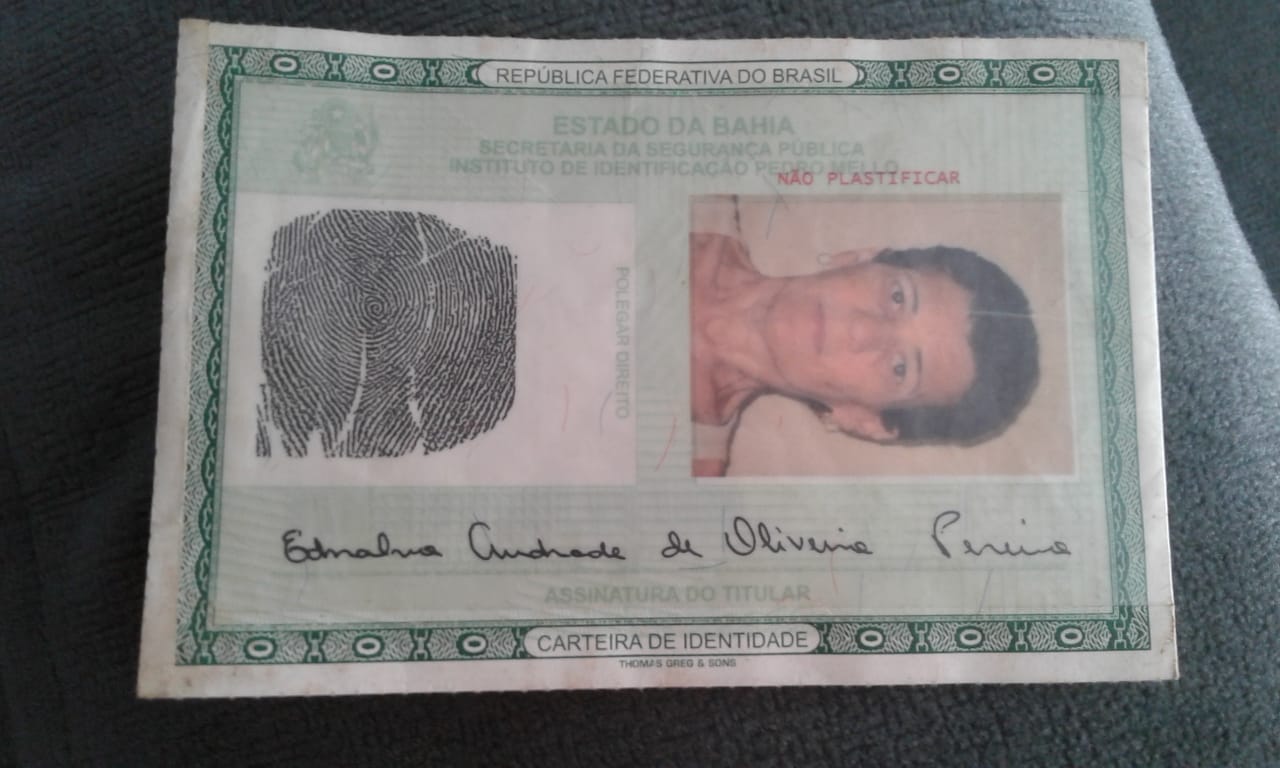 REPÚBLICA FEDERATIVA DO BRASIL
ESTADO DA BAHIA
SECRETARIA DA SEGURANÇA PÚBLICA
INSTITUTO DE IDENTIFICAÇÃO PEDRO MELLO
NÃO PLASTIFICAR
POLEGAR DIREITO
Ednalva Andrade de Oliveira Pereira
ASSINATURA DO TITULAR
CARTEIRA DE IDENTIDADE
THOMAS GREG & SONS